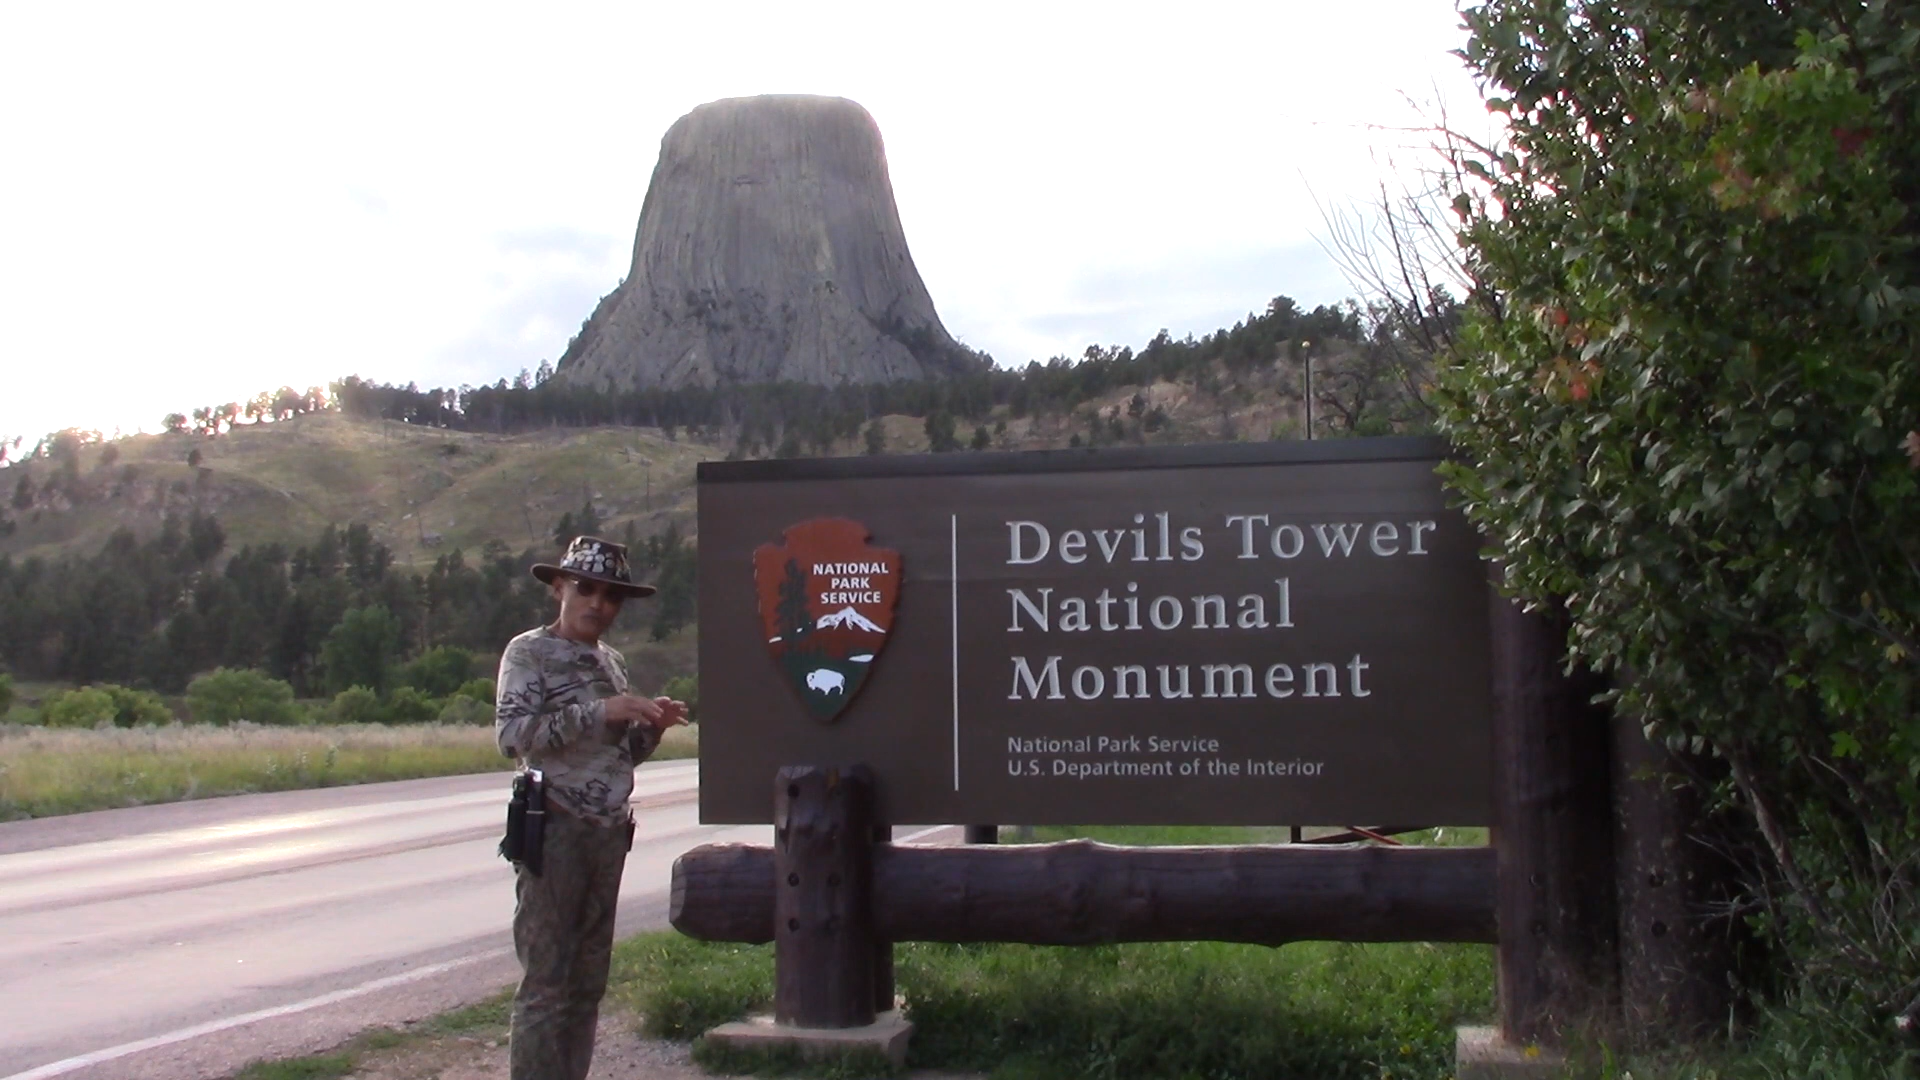 NATIONAL
PARK
SERVICE
Devils Tower
National
Monument
National Park Service
U.S. Department of the Interior